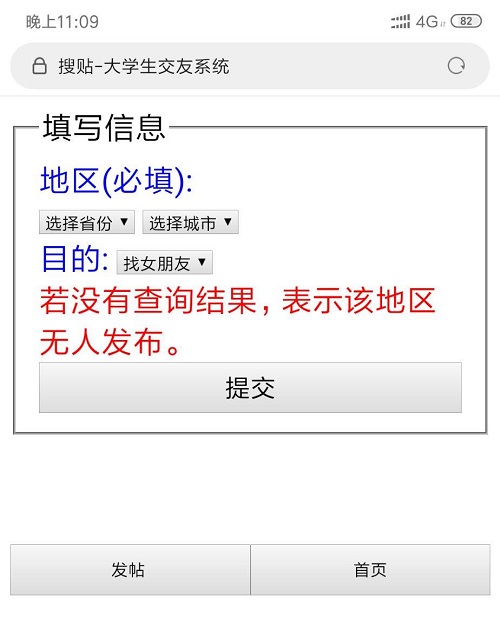 晚上11:09
4G
82
搜贴-大学生交友系统
填写信息
地区(必填):
选择省份 选择城市
目的: 找女朋友
若没有查询结果，表示该地区
无人发布。
提交
发帖 首页